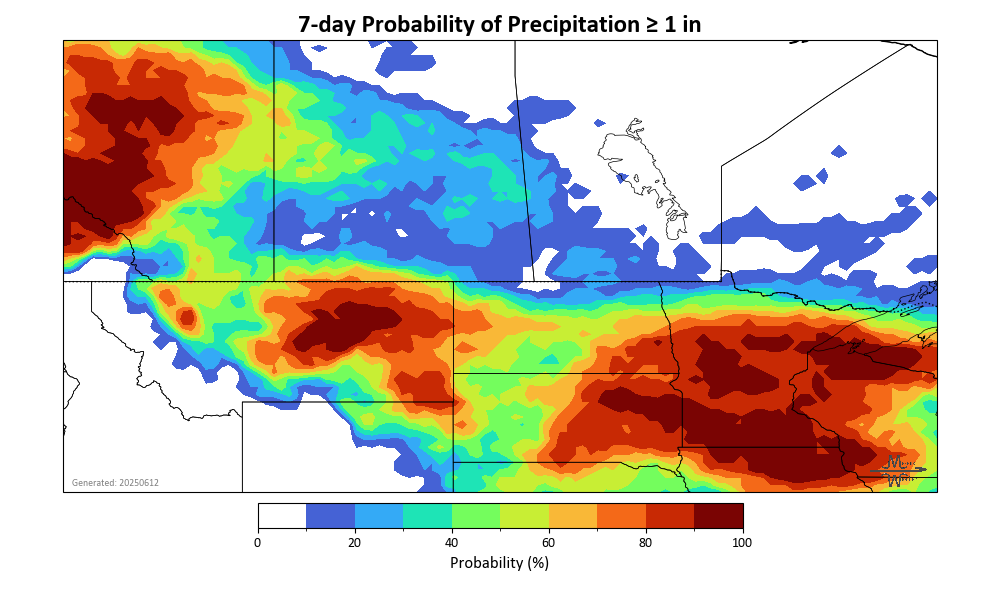 7-day Probability of Precipitation ≥ 1 in
Generated: 20250612
0 20 40 60 80 100
Probability (%)